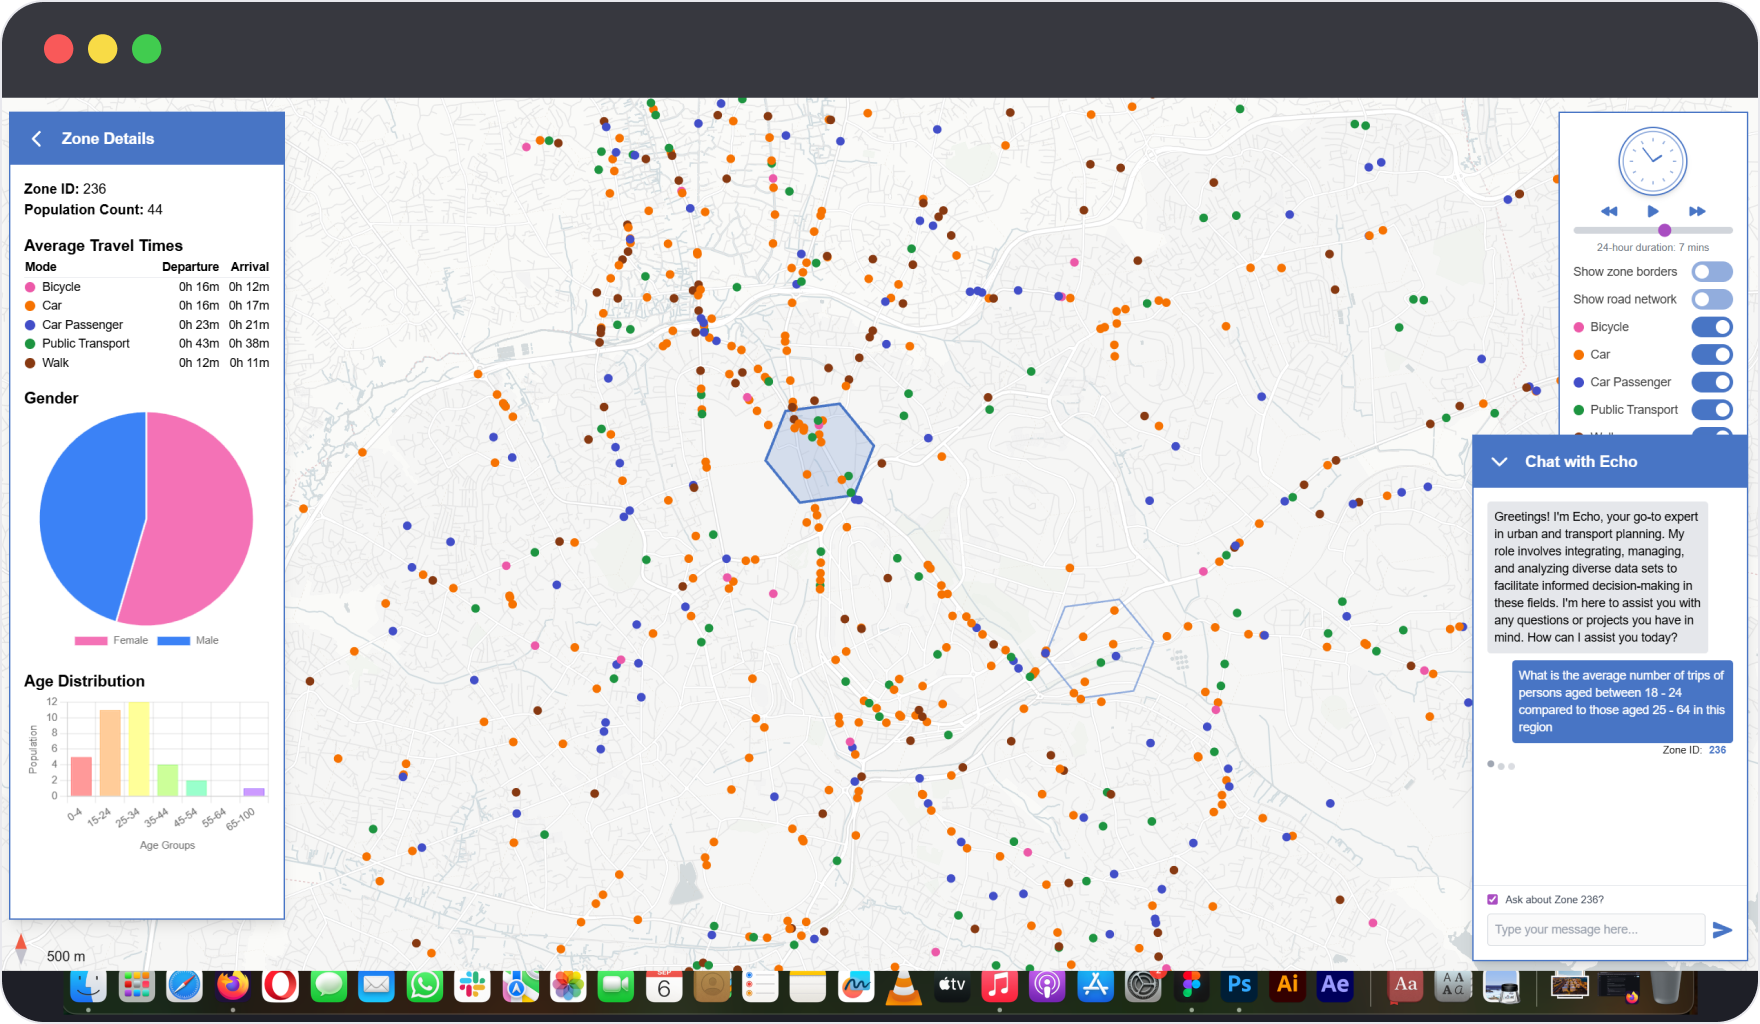 Zone Details
Zone ID: 236
Population Count: 44
Average Travel Times
Mode Departure Arrival
Bicycle 0h 16m 0h 12m
Car 0h 16m 0h 17m
Car Passenger 0h 23m 0h 21m
Public Transport 0h 43m 0h 38m
Walk 0h 12m 0h 11m
Gender
Female Male
Age Distribution
12
10
8
6
4
2
0
Population
0-4 15-24 25-34 35-44 45-54 55-64 65-100
Age Groups
500 m
24-hour duration: 7 mins
Show zone borders
Show road network
Bicycle
Car
Car Passenger
Public Transport
Chat with Echo
Greetings! I'm Echo, your go-to expert
in urban and transport planning. My
role involves integrating, managing,
and analyzing diverse data sets to
facilitate informed decision-making in
these fields. I'm here to assist you with
any questions or projects you have in
mind. How can I assist you today?
What is the average number of trips of
persons aged between 18 - 24
compared to those aged 25 - 64 in this
region
Zone ID: 236
Ask about Zone 236?
Type your message here...
SEP
6
tv
Ps
Ai
Ae
Aa
A A
A a